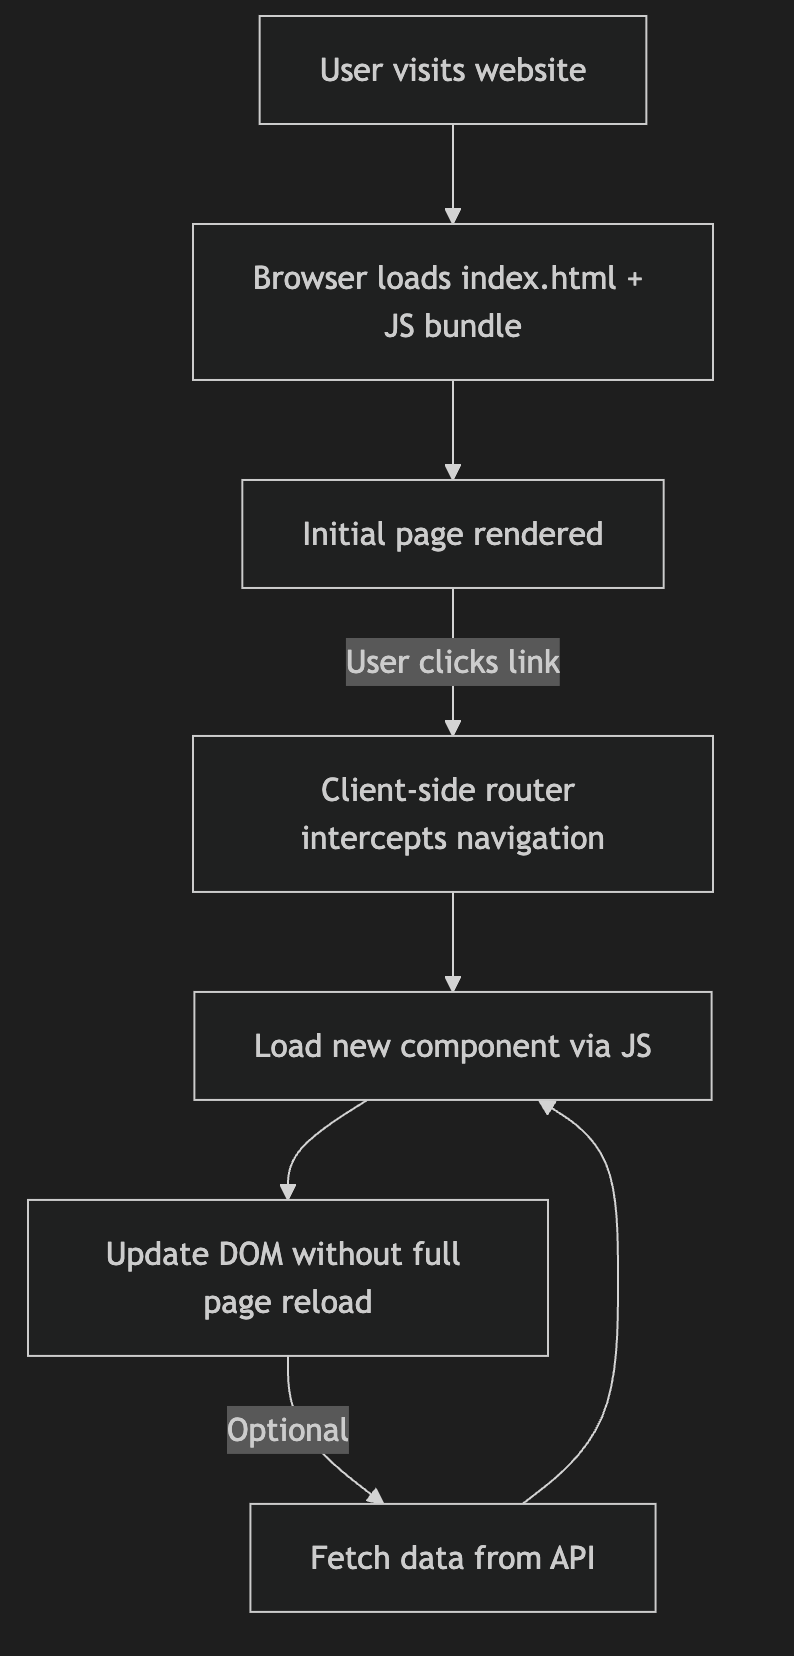 User visits website
Browser loads index.html +
JS bundle
Initial page rendered
User clicks link
Client-side router
intercepts navigation
Load new component via JS
Update DOM without full
page reload
Optional
Fetch data from API